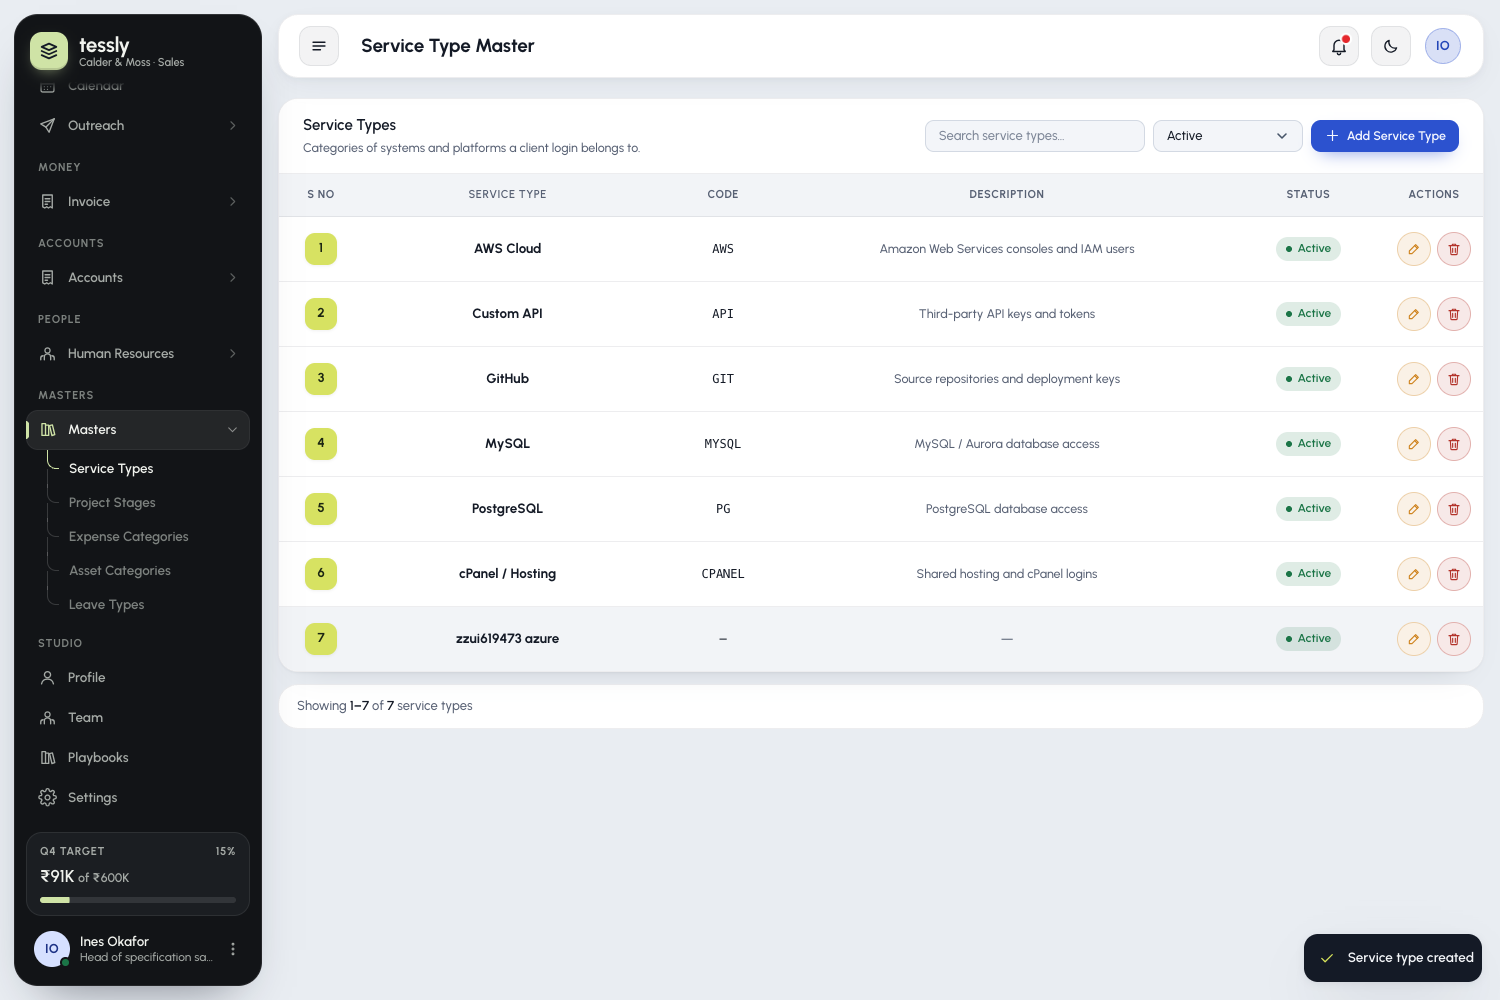 tessly
Calder & Moss · Sales
Calendar
Outreach
MONEY
Invoice
ACCOUNTS
Accounts
PEOPLE
Human Resources
MASTERS
Masters
Service Types
Project Stages
Expense Categories
Asset Categories
Leave Types
STUDIO
Profile
Team
Playbooks
Settings
Q4 TARGET 15%
₹91K of ₹600K
IO
Ines Okafor
Head of specification sa...
Service Type Master
IO
Service Types
Categories of systems and platforms a client login belongs to.
Search service types...
Active
Add Service Type
S NO SERVICE TYPE CODE DESCRIPTION STATUS ACTIONS
1 AWS Cloud AWS Amazon Web Services consoles and IAM users Active
2 Custom API API Third-party API keys and tokens Active
3 GitHub GIT Source repositories and deployment keys Active
4 MySQL MYSQL MySQL / Aurora database access Active
5 PostgreSQL PG PostgreSQL database access Active
6 cPanel / Hosting CPANEL Shared hosting and cPanel logins Active
7 zzui619473 azure – — Active
Showing 1–7 of 7 service types
Service type created